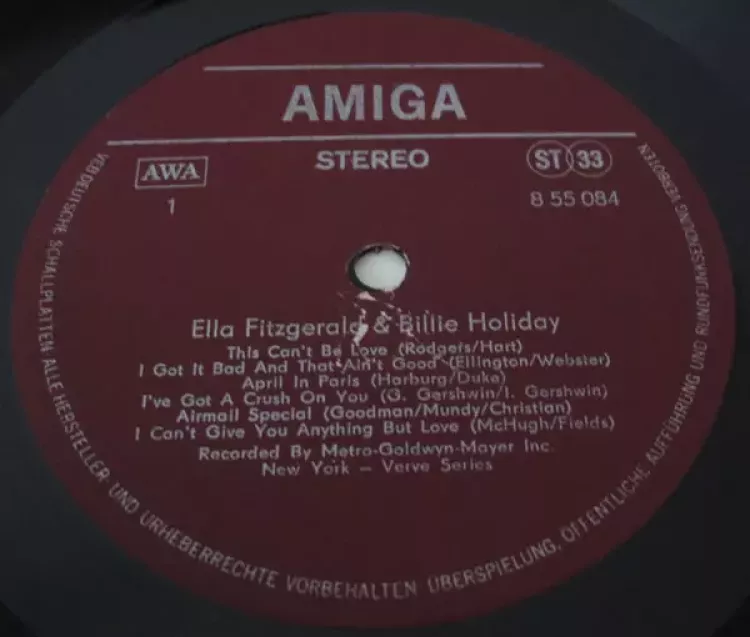 AMIGA
STEREO
AWA
1
ST 33
8 55 084
Ella Fitzgerald & Billie Holiday
This Can't Be Love (Rodgers/Hart)
I Got It Bad And That Ain't Good (Ellington/Webster)
April In Paris (Harburg/Duke)
I've Got A Crush On You (G. Gershwin/I. Gershwin)
Airmail Special (Goodman/Mundy/Christian)
I Can't Give You Anything But Love (McHugh/Fields)
Recorded By Metro-Goldwyn-Mayer Inc.
New York – Verve Series
VEB DEUTSCHE SCHALLPLATTEN · ALLE HERSTELLER- UND URHEBERRECHTE VORBEHALTEN · ÜBERSPIELUNG, ÖFFENTLICHE AUFFÜHRUNG UND RUNDFUNKSENDUNG VERBOTEN